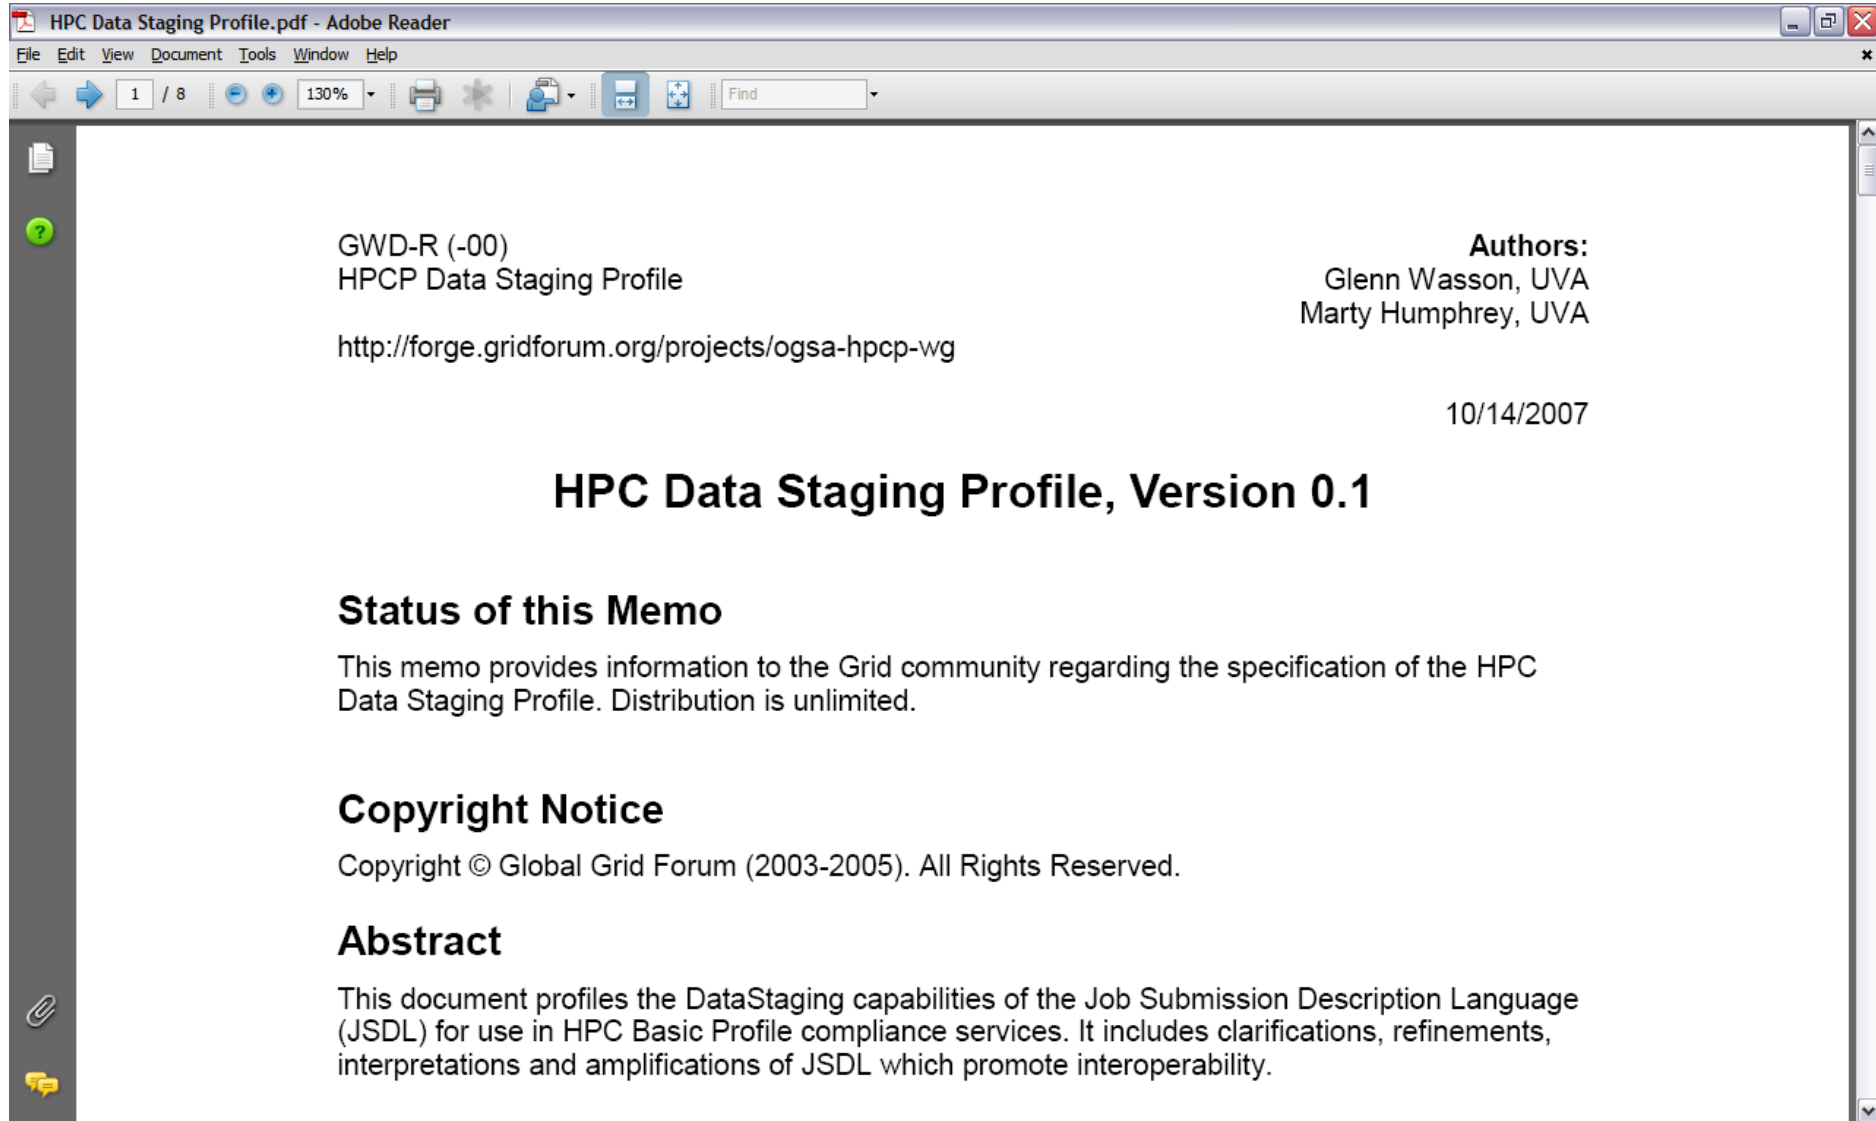 HPC Data Staging Profile.pdf - Adobe Reader
File Edit View Document Tools Window Help
1 / 8 130% Find
GWD-R (-00)
HPCP Data Staging Profile
http://forge.gridforum.org/projects/ogsa-hpcp-wg
Authors:
Glenn Wasson, UVA
Marty Humphrey, UVA
10/14/2007
HPC Data Staging Profile, Version 0.1
Status of this Memo
This memo provides information to the Grid community regarding the specification of the HPC
Data Staging Profile. Distribution is unlimited.
Copyright Notice
Copyright © Global Grid Forum (2003-2005). All Rights Reserved.
Abstract
This document profiles the DataStaging capabilities of the Job Submission Description Language
(JSDL) for use in HPC Basic Profile compliance services. It includes clarifications, refinements,
interpretations and amplifications of JSDL which promote interoperability.